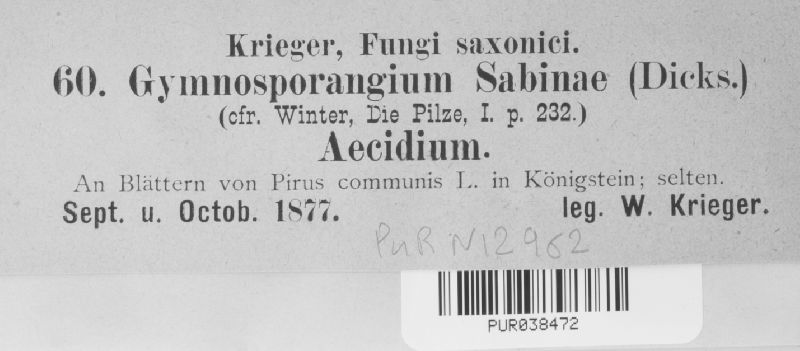 Krieger, Fungi saxonici.
60. Gymnosporangium Sabinae (Dicks.)
(cfr. Winter, Die Pilze, I. p. 232.)
Aecidium.
An Blättern von Pirus communis L. in Königstein; selten.
Sept. u. Octob. 1877. leg. W. Krieger.
PUR N12962
PUR038472